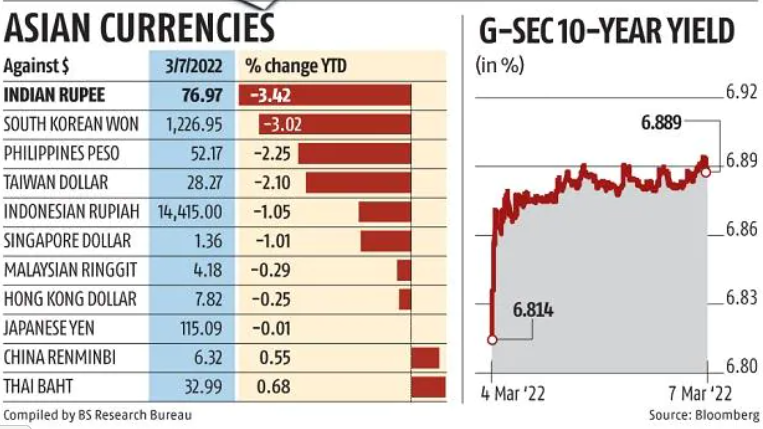 ASIAN CURRENCIES
Against $ 3/7/2022 % change YTD
INDIAN RUPEE 76.97 −3.42
SOUTH KOREAN WON 1,226.95 −3.02
PHILIPPINES PESO 52.17 −2.25
TAIWAN DOLLAR 28.27 −2.10
INDONESIAN RUPIAH 14,415.00 −1.05
SINGAPORE DOLLAR 1.36 −1.01
MALAYSIAN RINGGIT 4.18 −0.29
HONG KONG DOLLAR 7.82 −0.25
JAPANESE YEN 115.09 −0.01
CHINA RENMINBI 6.32 0.55
THAI BAHT 32.99 0.68
Compiled by BS Research Bureau
G-SEC 10-YEAR YIELD
(in %)
6.92
6.889
6.89
6.86
6.83
6.814
6.80
4 Mar ‘22 7 Mar ‘22
Source: Bloomberg